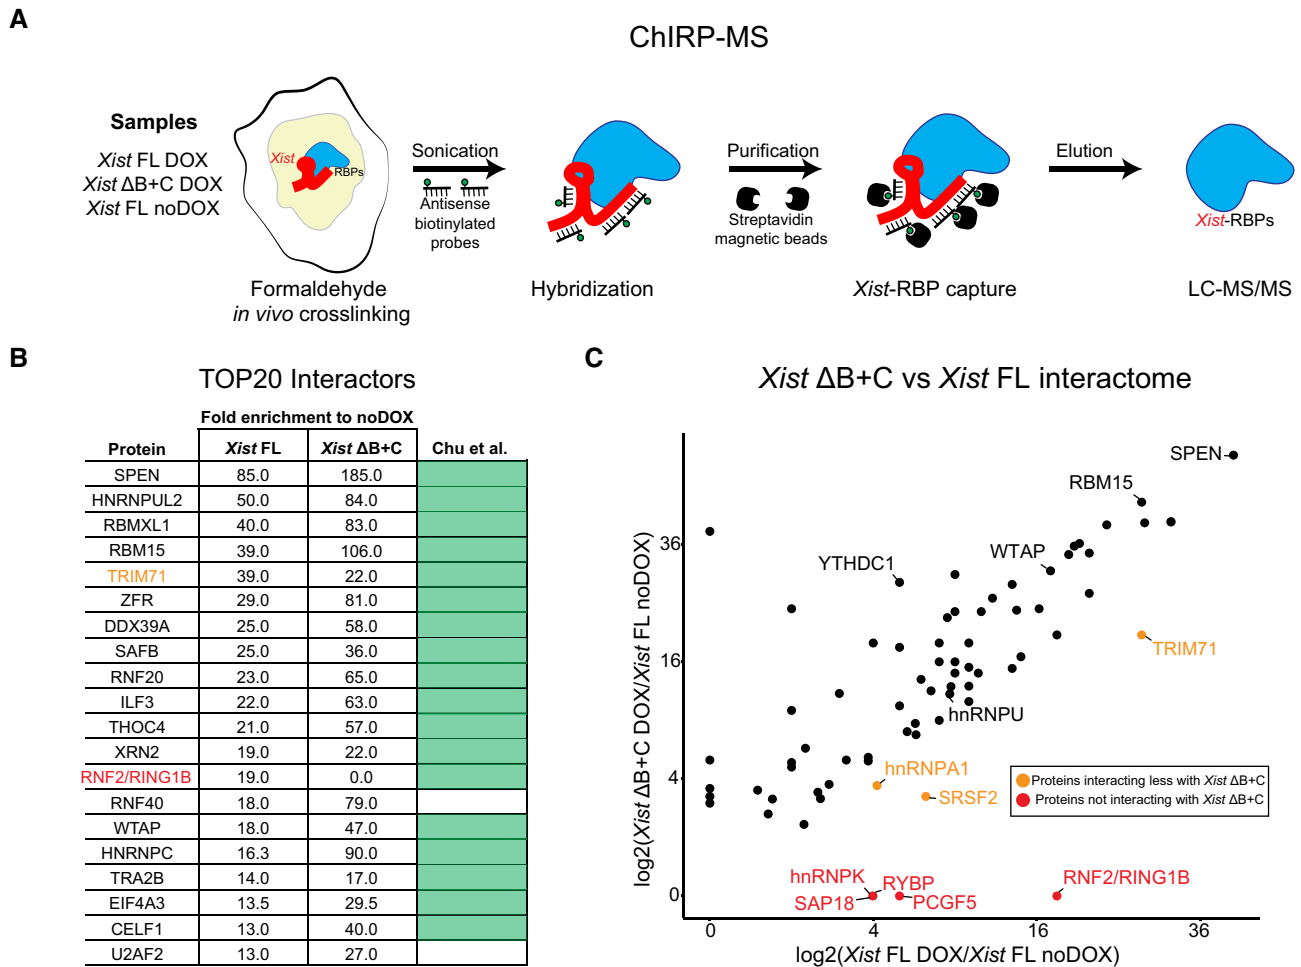 A
ChIRP-MS
Samples
Xist FL DOX
Xist ΔB+C DOX
Xist FL noDOX
Xist
RBPs
Formaldehyde
in vivo crosslinking
Sonication
Antisense
biotinylated
probes
Hybridization
Purification
Streptavidin
magnetic beads
Xist-RBP capture
Elution
Xist-RBPs
LC-MS/MS
B
TOP20 Interactors
Fold enrichment to noDOX
Protein Xist FL Xist ΔB+C Chu et al.
SPEN 85.0 185.0
HNRNPUL2 50.0 84.0
RBMXL1 40.0 83.0
RBM15 39.0 106.0
TRIM71 39.0 22.0
ZFR 29.0 81.0
DDX39A 25.0 58.0
SAFB 25.0 36.0
RNF20 23.0 65.0
ILF3 22.0 63.0
THOC4 21.0 57.0
XRN2 19.0 22.0
RNF2/RING1B 19.0 0.0
RNF40 18.0 79.0
WTAP 18.0 47.0
HNRNPC 16.3 90.0
TRA2B 14.0 17.0
EIF4A3 13.5 29.5
CELF1 13.0 40.0
U2AF2 13.0 27.0
C
Xist ΔB+C vs Xist FL interactome
log2(Xist ΔB+C DOX/Xist FL noDOX)
36
16
4
0
SPEN
RBM15
WTAP
YTHDC1
TRIM71
hnRNPU
hnRNPA1
SRSF2
Proteins interacting less with Xist ΔB+C
Proteins not interacting with Xist ΔB+C
hnRNPK
RYBP
SAP18
PCGF5
RNF2/RING1B
0 4 16 36
log2(Xist FL DOX/Xist FL noDOX)